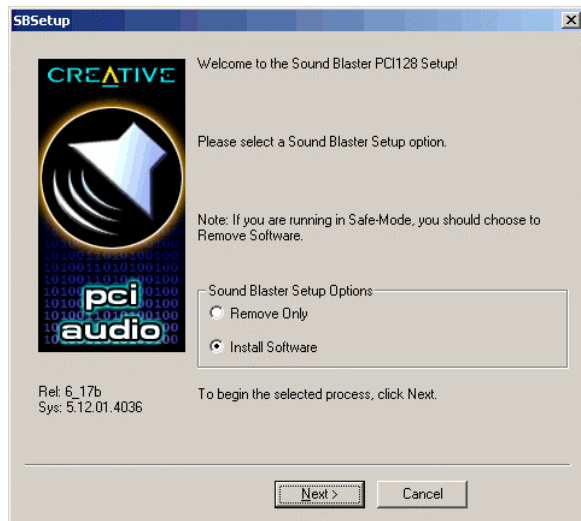 SBSetup
CREATIVE
Welcome to the Sound Blaster PCI128 Setup!
Please select a Sound Blaster Setup option.
Note: If you are running in Safe-Mode, you should choose to
Remove Software.
pci
audio
Sound Blaster Setup Options
Remove Only
Install Software
Rel: 6_17b
Sys: 5.12.01.4036
To begin the selected process, click Next.
Next >
Cancel